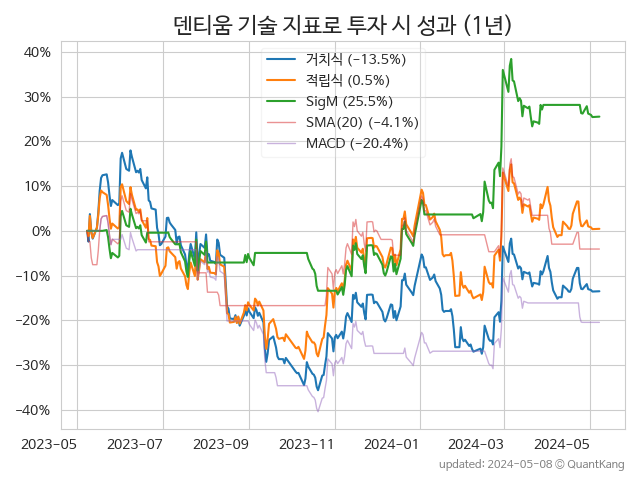 덴티움 기술 지표로 투자 시 성과 (1년)
거치식 (−13.5%)
적립식 (0.5%)
SigM (25.5%)
SMA(20) (−4.1%)
MACD (−20.4%)
40%
30%
20%
10%
0%
−10%
−20%
−30%
−40%
2023-05 2023-07 2023-09 2023-11 2024-01 2024-03 2024-05
updated: 2024-05-08 © QuantKang